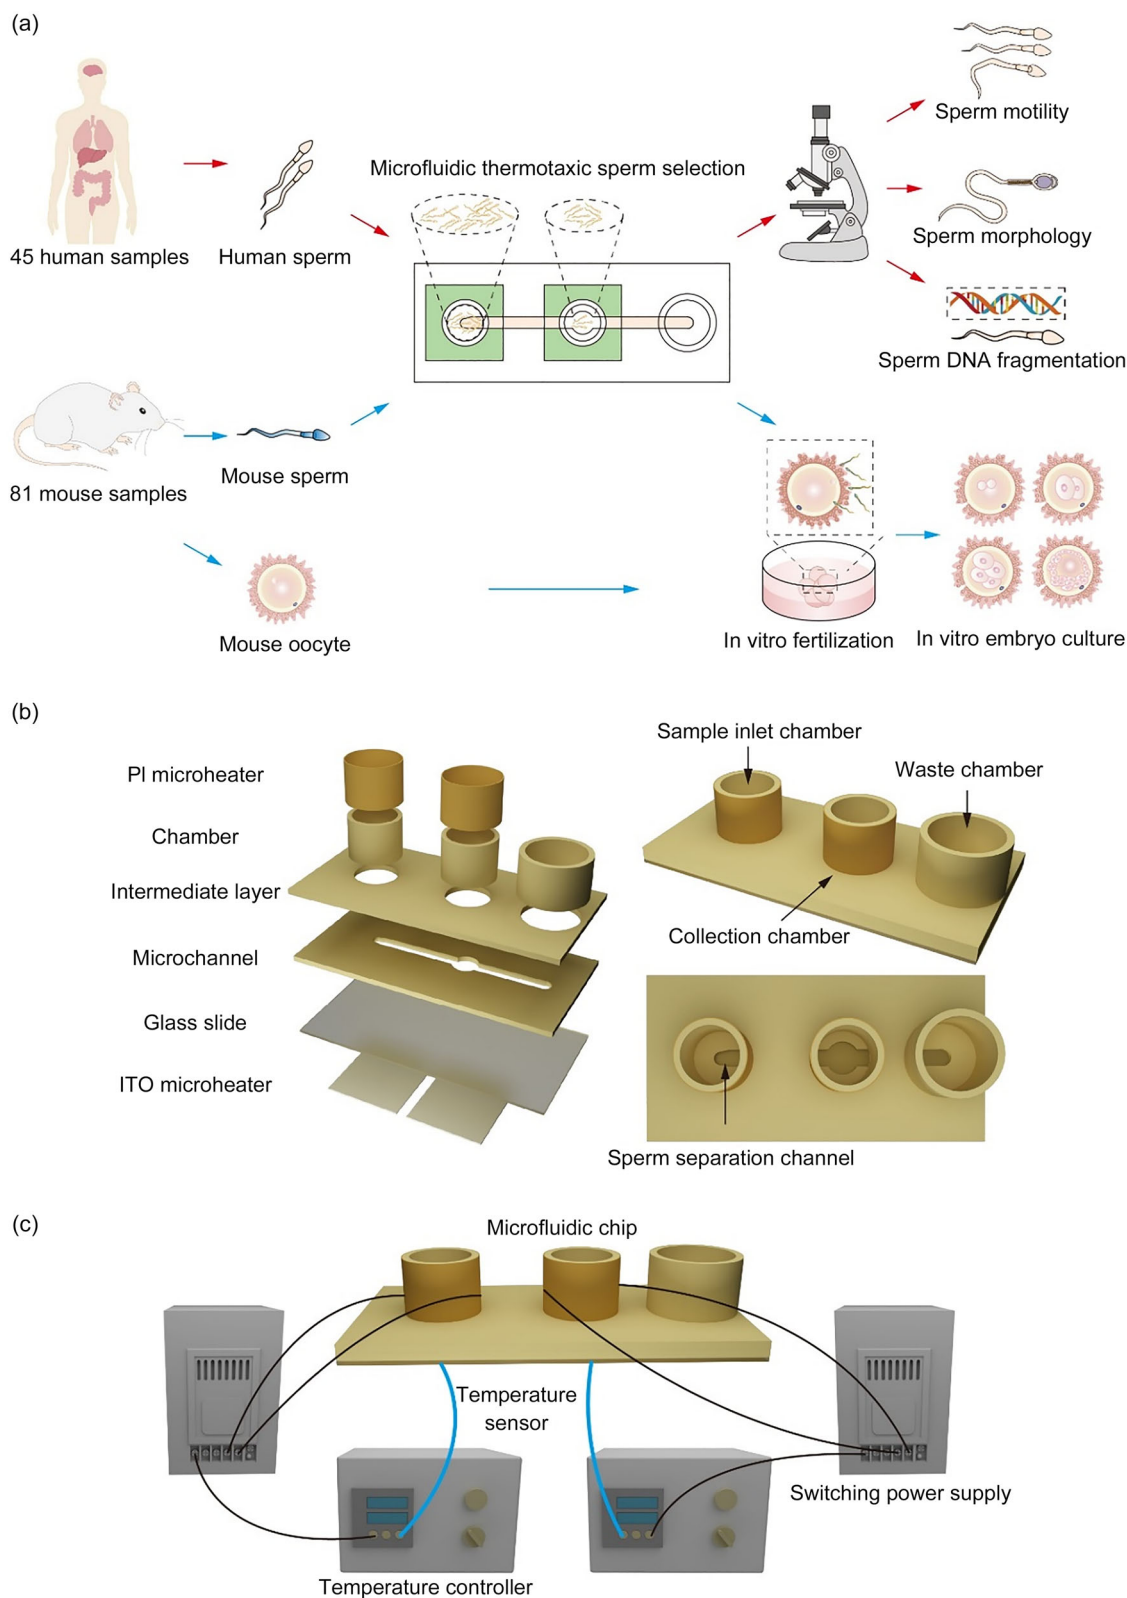 (a)
45 human samples
Human sperm
Microfluidic thermotaxic sperm selection
Sperm motility
Sperm morphology
Sperm DNA fragmentation
81 mouse samples
Mouse sperm
Mouse oocyte
In vitro fertilization
In vitro embryo culture
(b)
PI microheater
Chamber
Intermediate layer
Microchannel
Glass slide
ITO microheater
Sample inlet chamber
Waste chamber
Collection chamber
Sperm separation channel
(c)
Microfluidic chip
Temperature
sensor
Switching power supply
Temperature controller